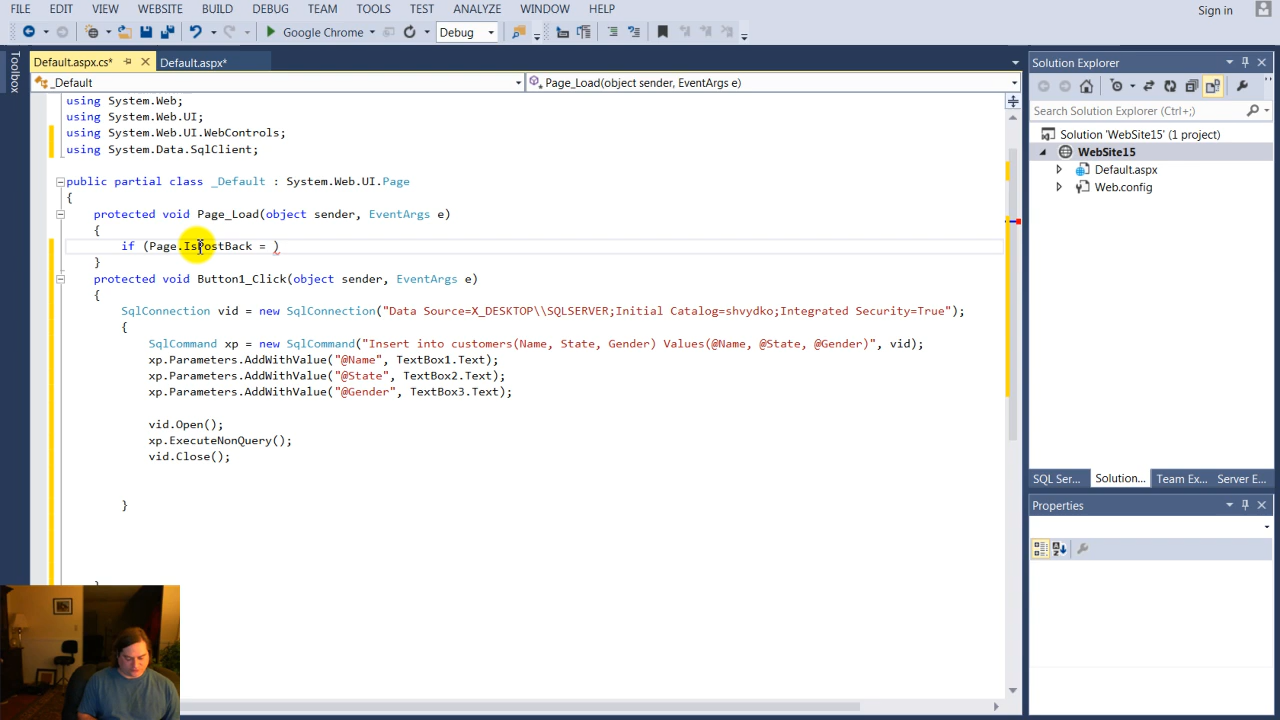 FILE EDIT VIEW WEBSITE BUILD DEBUG TEAM TOOLS TEST ANALYZE WINDOW HELP Sign in
Google Chrome Debug
Toolbox
Default.aspx.cs* Default.aspx*
_Default Page_Load(object sender, EventArgs e)
using System.Web;
using System.Web.UI;
using System.Web.UI.WebControls;
using System.Data.SqlClient;
public partial class _Default : System.Web.UI.Page
{
protected void Page_Load(object sender, EventArgs e)
{
if (Page.IsPostBack = )
}
protected void Button1_Click(object sender, EventArgs e)
{
SqlConnection vid = new SqlConnection("Data Source=X_DESKTOP\\SQLSERVER;Initial Catalog=shvydko;Integrated Security=True");
{
SqlCommand xp = new SqlCommand("Insert into customers(Name, State, Gender) Values(@Name, @State, @Gender)", vid);
xp.Parameters.AddWithValue("@Name", TextBox1.Text);
xp.Parameters.AddWithValue("@State", TextBox2.Text);
xp.Parameters.AddWithValue("@Gender", TextBox3.Text);
vid.Open();
xp.ExecuteNonQuery();
vid.Close();
}
}
Solution Explorer
Search Solution Explorer (Ctrl+;)
Solution 'WebSite15' (1 project)
WebSite15
Default.aspx
Web.config
SQL Ser... Solution... Team Ex... Server E...
Properties